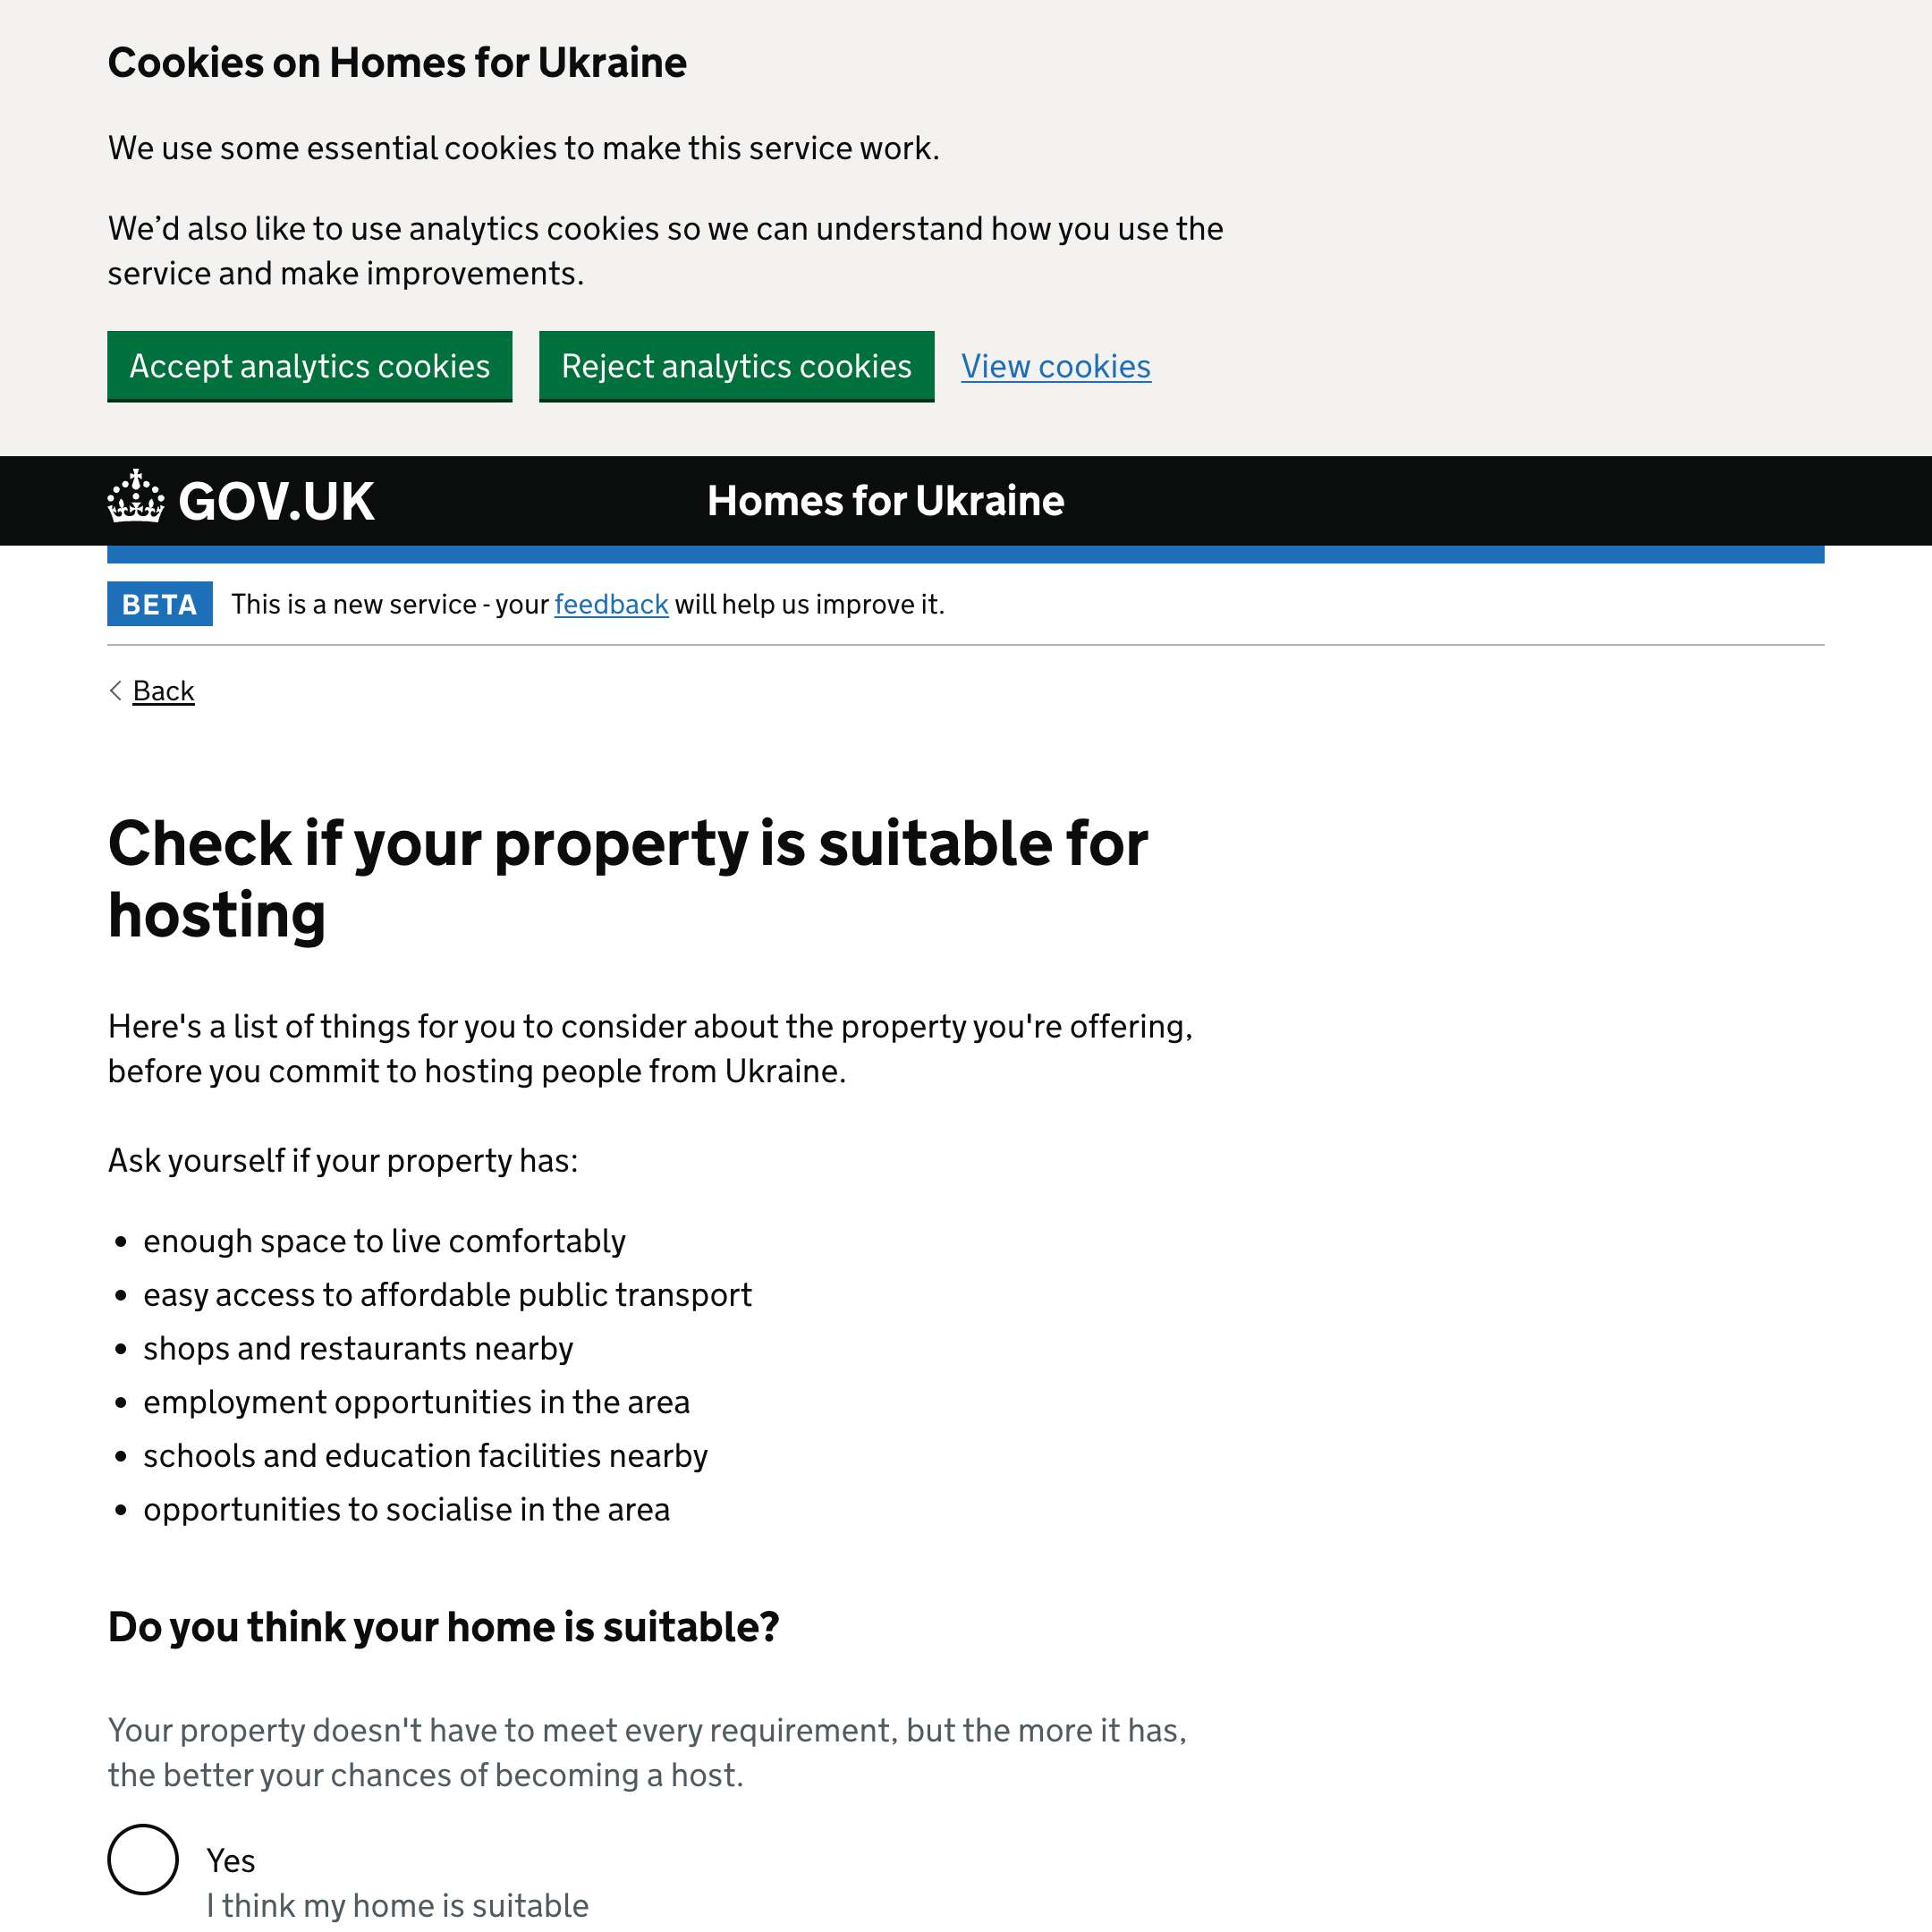 Cookies on Homes for Ukraine
We use some essential cookies to make this service work.
We’d also like to use analytics cookies so we can understand how you use the
service and make improvements.
Accept analytics cookies
Reject analytics cookies
View cookies
GOV.UK
Homes for Ukraine
BETA
This is a new service - your feedback will help us improve it.
Back
Check if your property is suitable for
hosting
Here's a list of things for you to consider about the property you're offering,
before you commit to hosting people from Ukraine.
Ask yourself if your property has:
• enough space to live comfortably
• easy access to affordable public transport
• shops and restaurants nearby
• employment opportunities in the area
• schools and education facilities nearby
• opportunities to socialise in the area
Do you think your home is suitable?
Your property doesn't have to meet every requirement, but the more it has,
the better your chances of becoming a host.
Yes
I think my home is suitable